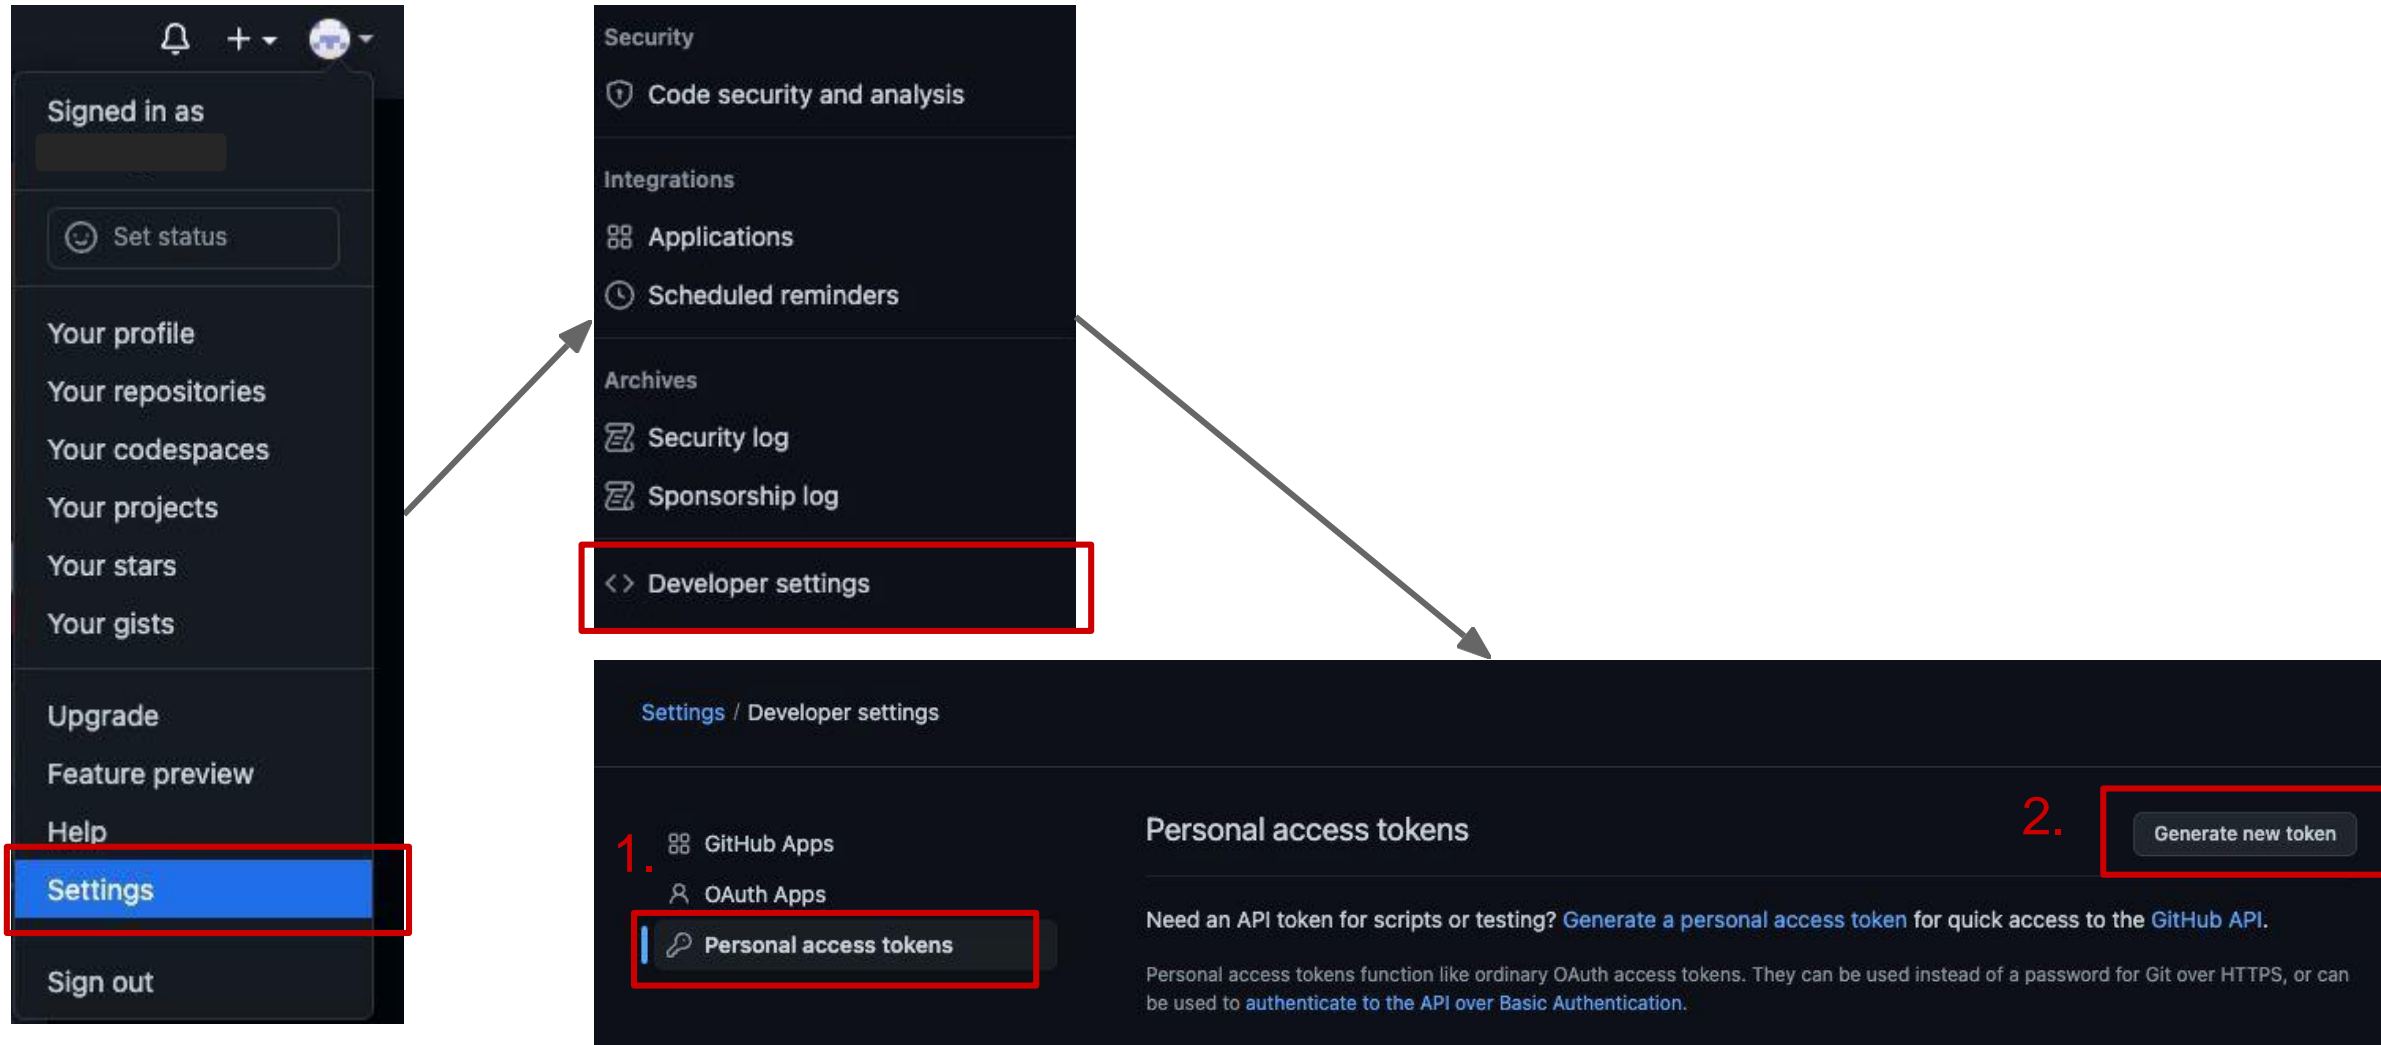 Signed in as
Set status
Your profile
Your repositories
Your codespaces
Your projects
Your stars
Your gists
Upgrade
Feature preview
Help
Settings
Sign out
Security
Code security and analysis
Integrations
Applications
Scheduled reminders
Archives
Security log
Sponsorship log
Developer settings
Settings / Developer settings
1.
GitHub Apps
OAuth Apps
Personal access tokens
Personal access tokens
2.
Generate new token
Need an API token for scripts or testing? Generate a personal access token for quick access to the GitHub API.
Personal access tokens function like ordinary OAuth access tokens. They can be used instead of a password for Git over HTTPS, or can
be used to authenticate to the API over Basic Authentication.